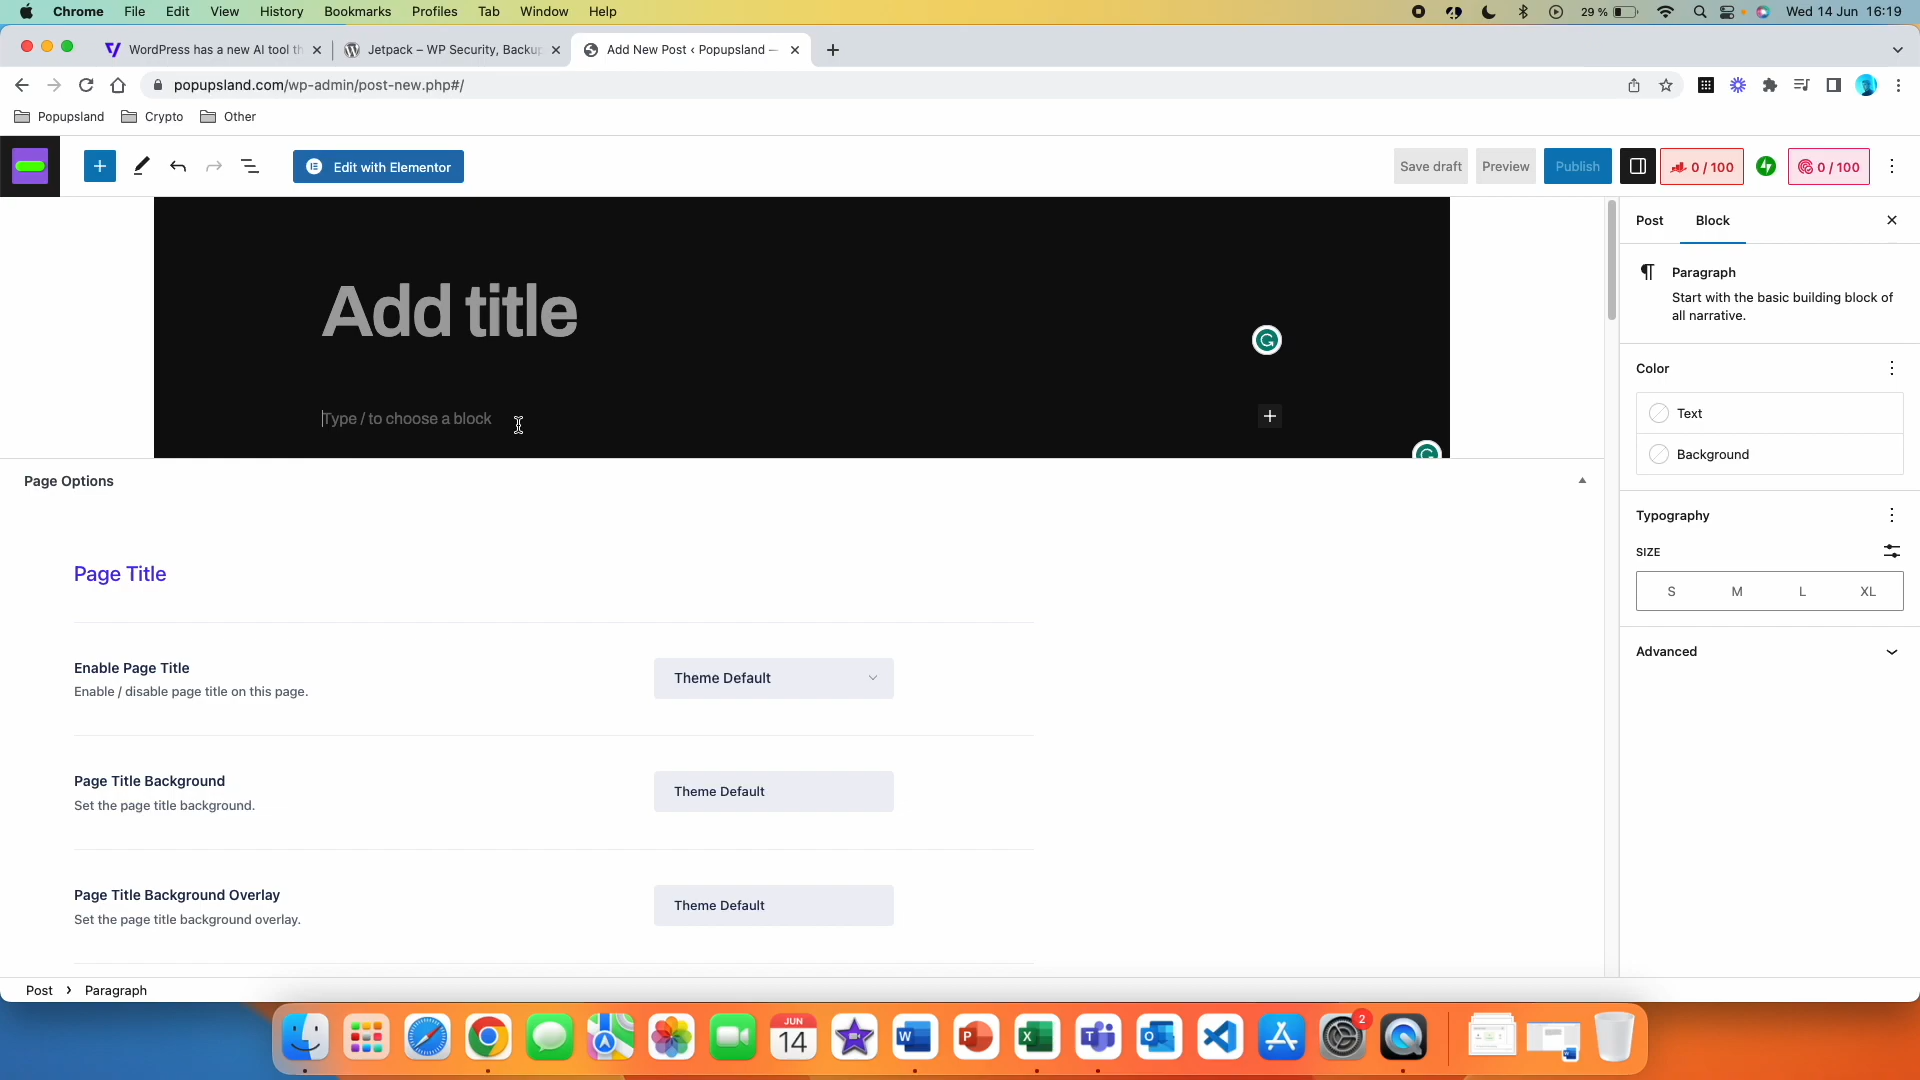 Chrome File Edit View History Bookmarks Profiles Tab Window Help 29 % Wed 14 Jun 16:19
WordPress has a new AI tool th Jetpack – WP Security, Backup Add New Post ‹ Popupsland —
popupsland.com/wp-admin/post-new.php#/
Popupsland Crypto Other
Edit with Elementor Save draft Preview Publish 0 / 100 0 / 100
Post Block
Add title
Paragraph
Start with the basic building block of
all narrative.
Color
Type / to choose a block
Text
Background
Page Options
Typography
SIZE
S M L XL
Page Title
Advanced
Enable Page Title
Enable / disable page title on this page.
Theme Default
Page Title Background
Set the page title background.
Theme Default
Page Title Background Overlay
Set the page title background overlay.
Theme Default
Post › Paragraph
JUN
14
W P X T O 2